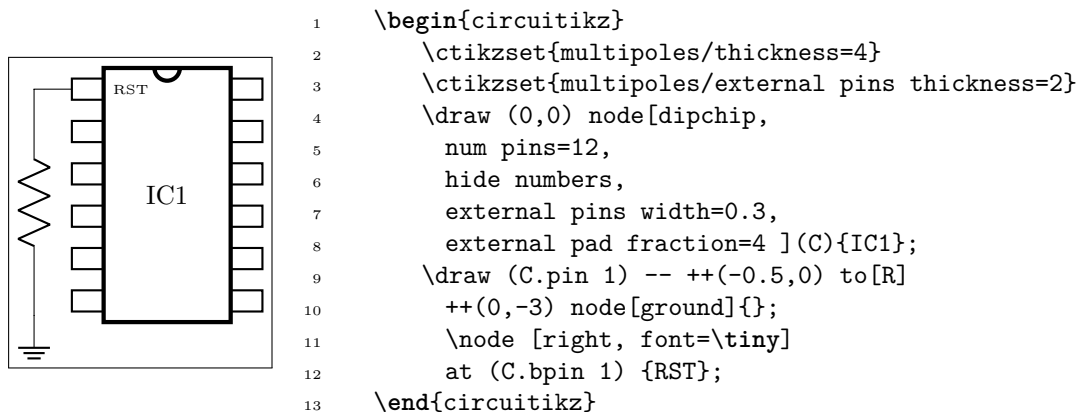 RST
IC1
1 \begin{circuitikz}
2 \ctikzset{multipoles/thickness=4}
3 \ctikzset{multipoles/external pins thickness=2}
4 \draw (0,0) node[dipchip,
5 num pins=12,
6 hide numbers,
7 external pins width=0.3,
8 external pad fraction=4 ](C){IC1};
9 \draw (C.pin 1) -- ++(-0.5,0) to[R]
10 ++(0,-3) node[ground]{};
11 \node [right, font=\tiny]
12 at (C.bpin 1) {RST};
13 \end{circuitikz}